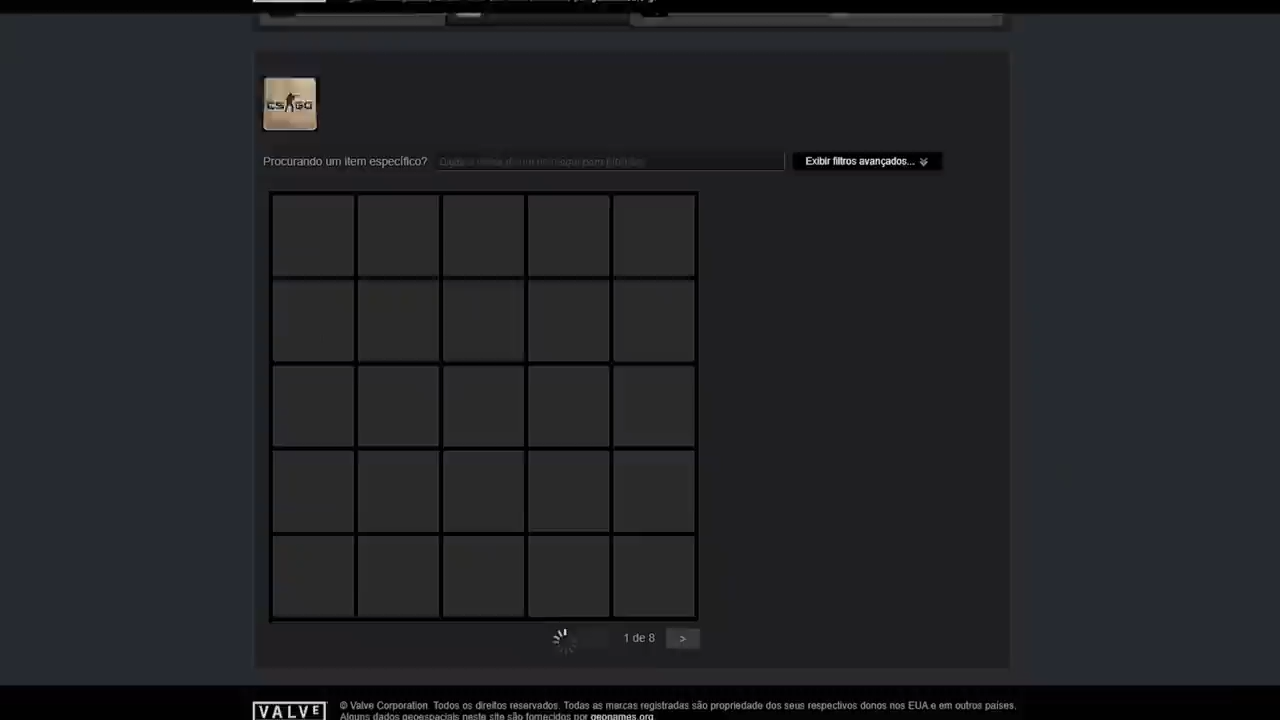 CS GO
Procurando um item específico?
Exibir filtros avançados...
1 de 8 >
VALVE
© Valve Corporation. Todos os direitos reservados. Todas as marcas registradas são propriedade dos seus respectivos donos nos EUA e em outros países.
Alguns dados geoespaciais neste site são fornecidos por geonames.org.